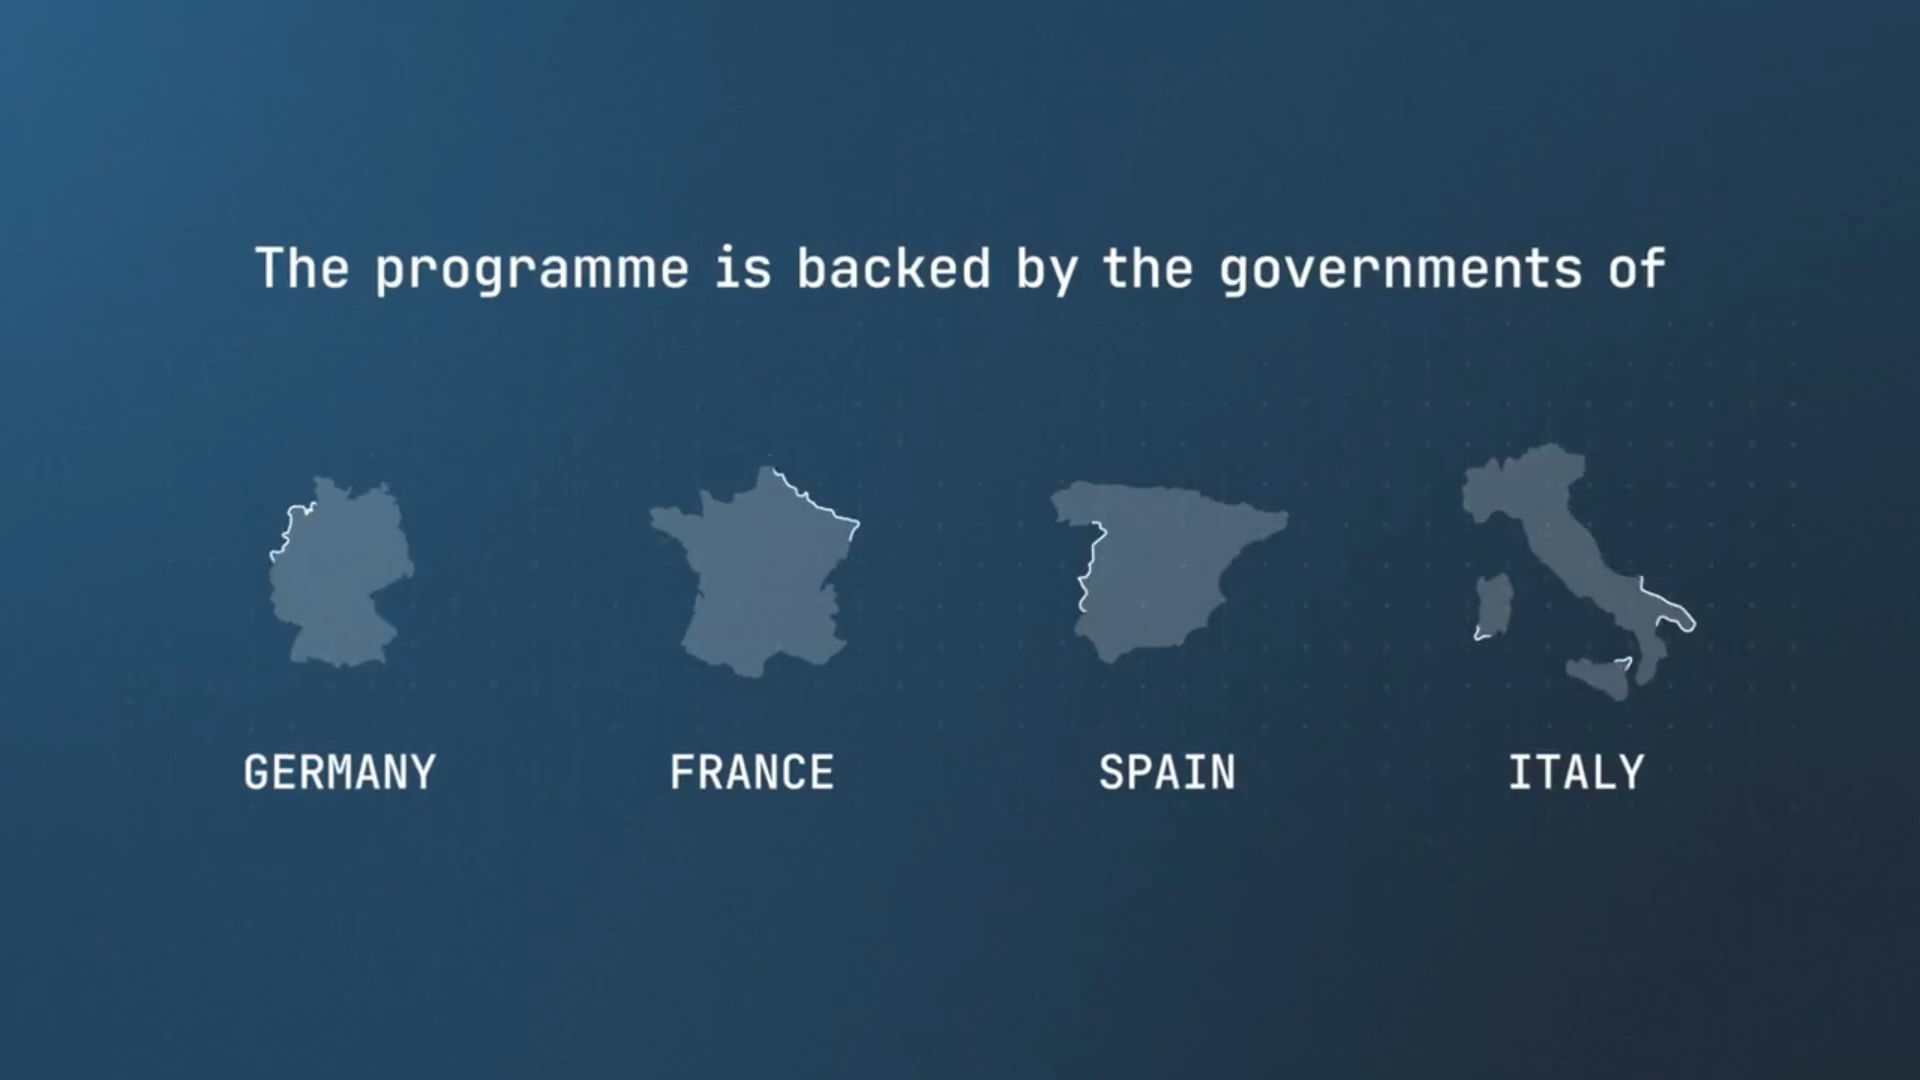 The programme is backed by the governments of
GERMANY
FRANCE
SPAIN
ITALY